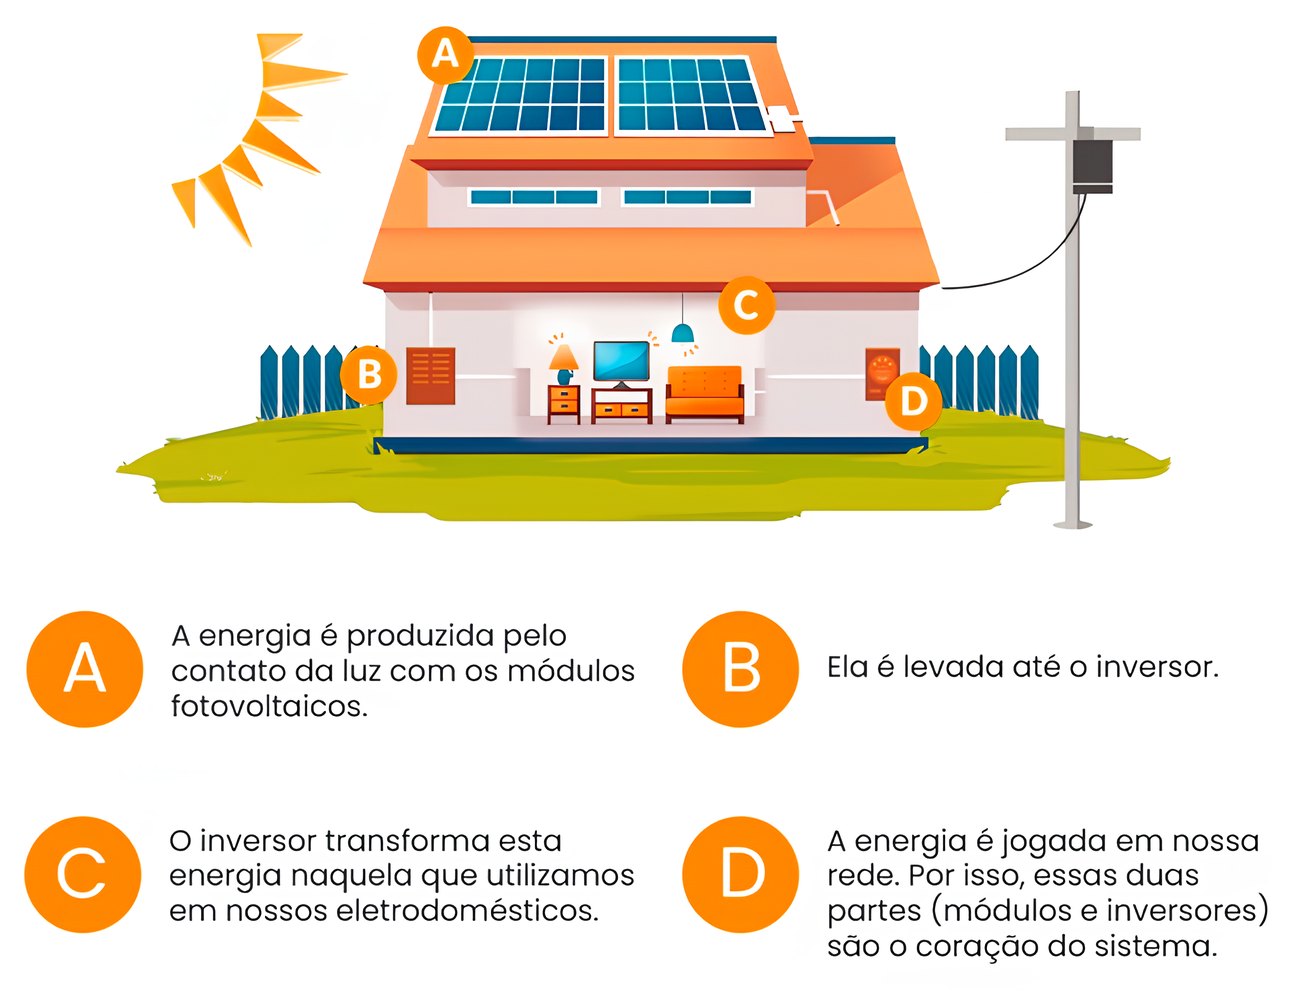 A
C
B
D
A
A energia é produzida pelo
contato da luz com os módulos
fotovoltaicos.
B
Ela é levada até o inversor.
C
O inversor transforma esta
energia naquela que utilizamos
em nossos eletrodomésticos.
D
A energia é jogada em nossa
rede. Por isso, essas duas
partes (módulos e inversores)
são o coração do sistema.